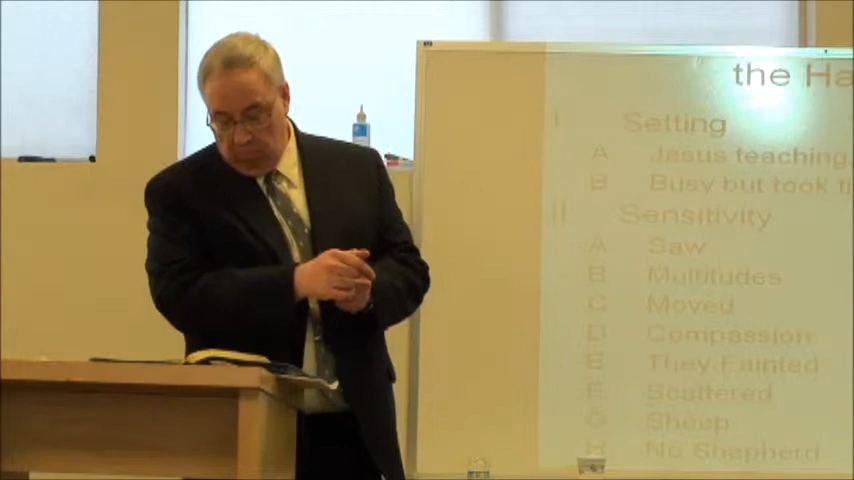 the Ha
I Setting
A Jesus teaching,
B Busy but took ti
II Sensitivity
A Saw
B Multitudes
C Moved
D Compassion
E They Fainted
F Scattered
G Sheep
H No Shepherd